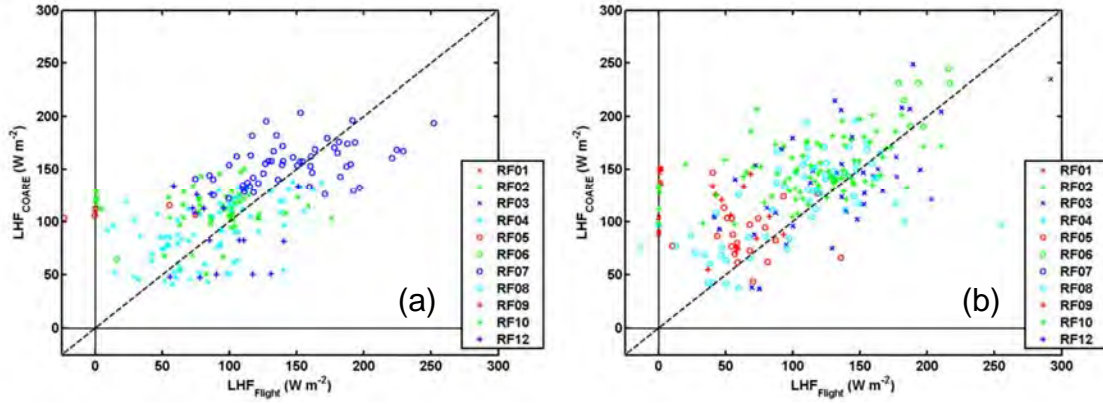 300
250
200
150
100
50
0
LHF_COARE (W m⁻²)
0 50 100 150 200 250 300
LHF_Flight (W m⁻²)
RF01
RF02
RF03
RF04
RF05
RF06
RF07
RF08
RF09
RF10
RF12
(a)
300
250
200
150
100
50
0
LHF_COARE (W m⁻²)
0 50 100 150 200 250 300
LHF_Flight (W m⁻²)
RF01
RF02
RF03
RF04
RF05
RF06
RF07
RF08
RF09
RF10
RF12
(b)